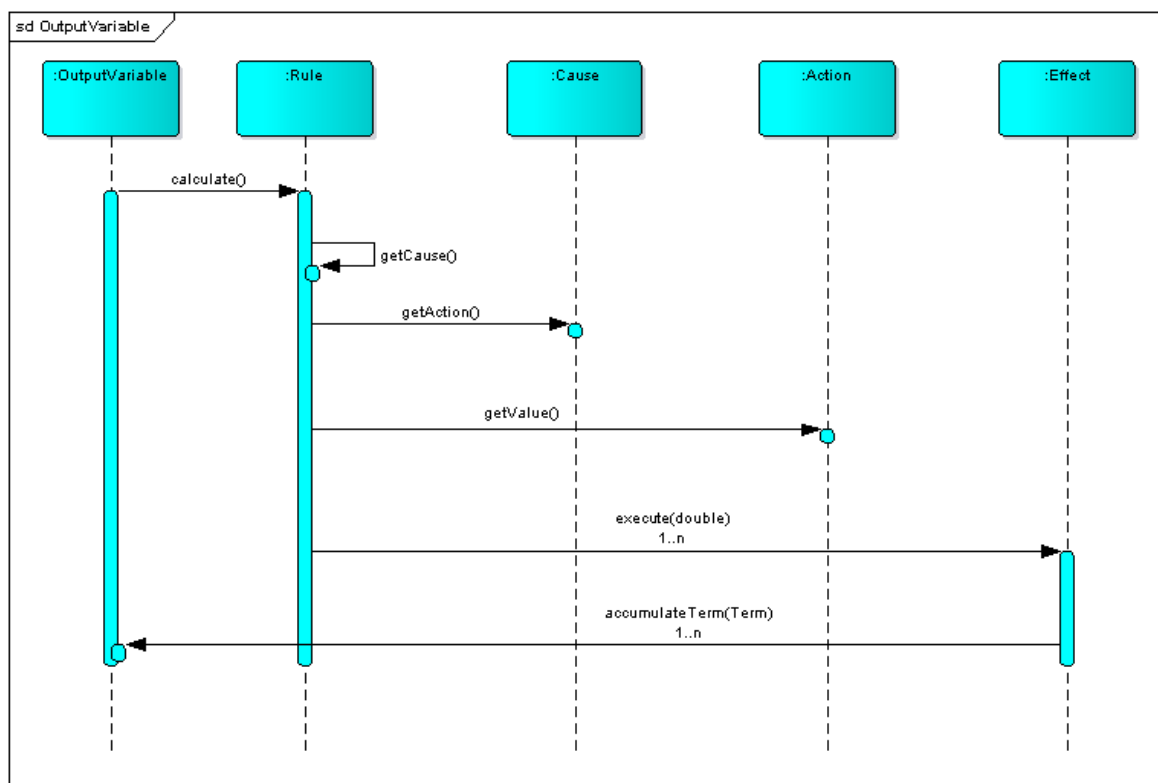 sd OutputVariable
:OutputVariable
:Rule
:Cause
:Action
:Effect
calculate()
getCause()
getAction()
getValue()
execute(double)
1..n
accumulateTerm(Term)
1..n